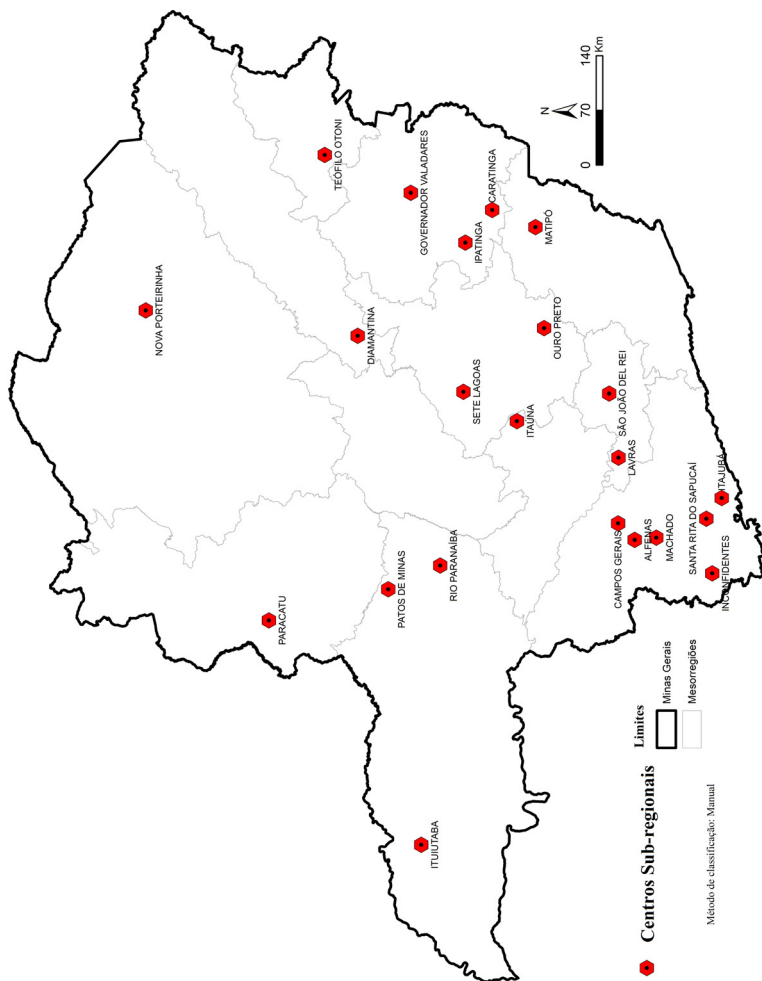 NOVA PORTEIRINHA
TEÓFILO OTONI
PARACATU
DIAMANTINA
PATOS DE MINAS
GOVERNADOR VALADARES
ITUIUTABA
RIO PARANAÍBA
SETE LAGOAS
IPATINGA
CARATINGA
ITAÚNA
MATIPÓ
OURO PRETO
SÃO JOÃO DEL REI
LAVRAS
CAMPOS GERAIS
ALFENAS
MACHADO
SANTA RITA DO SAPUCAÍ
ITAJUBÁ
INCONFIDENTES
N
0 70 140
Km
Centros Sub-regionais
Limites
Minas Gerais
Mesorregiões
Método de classificação: Manual